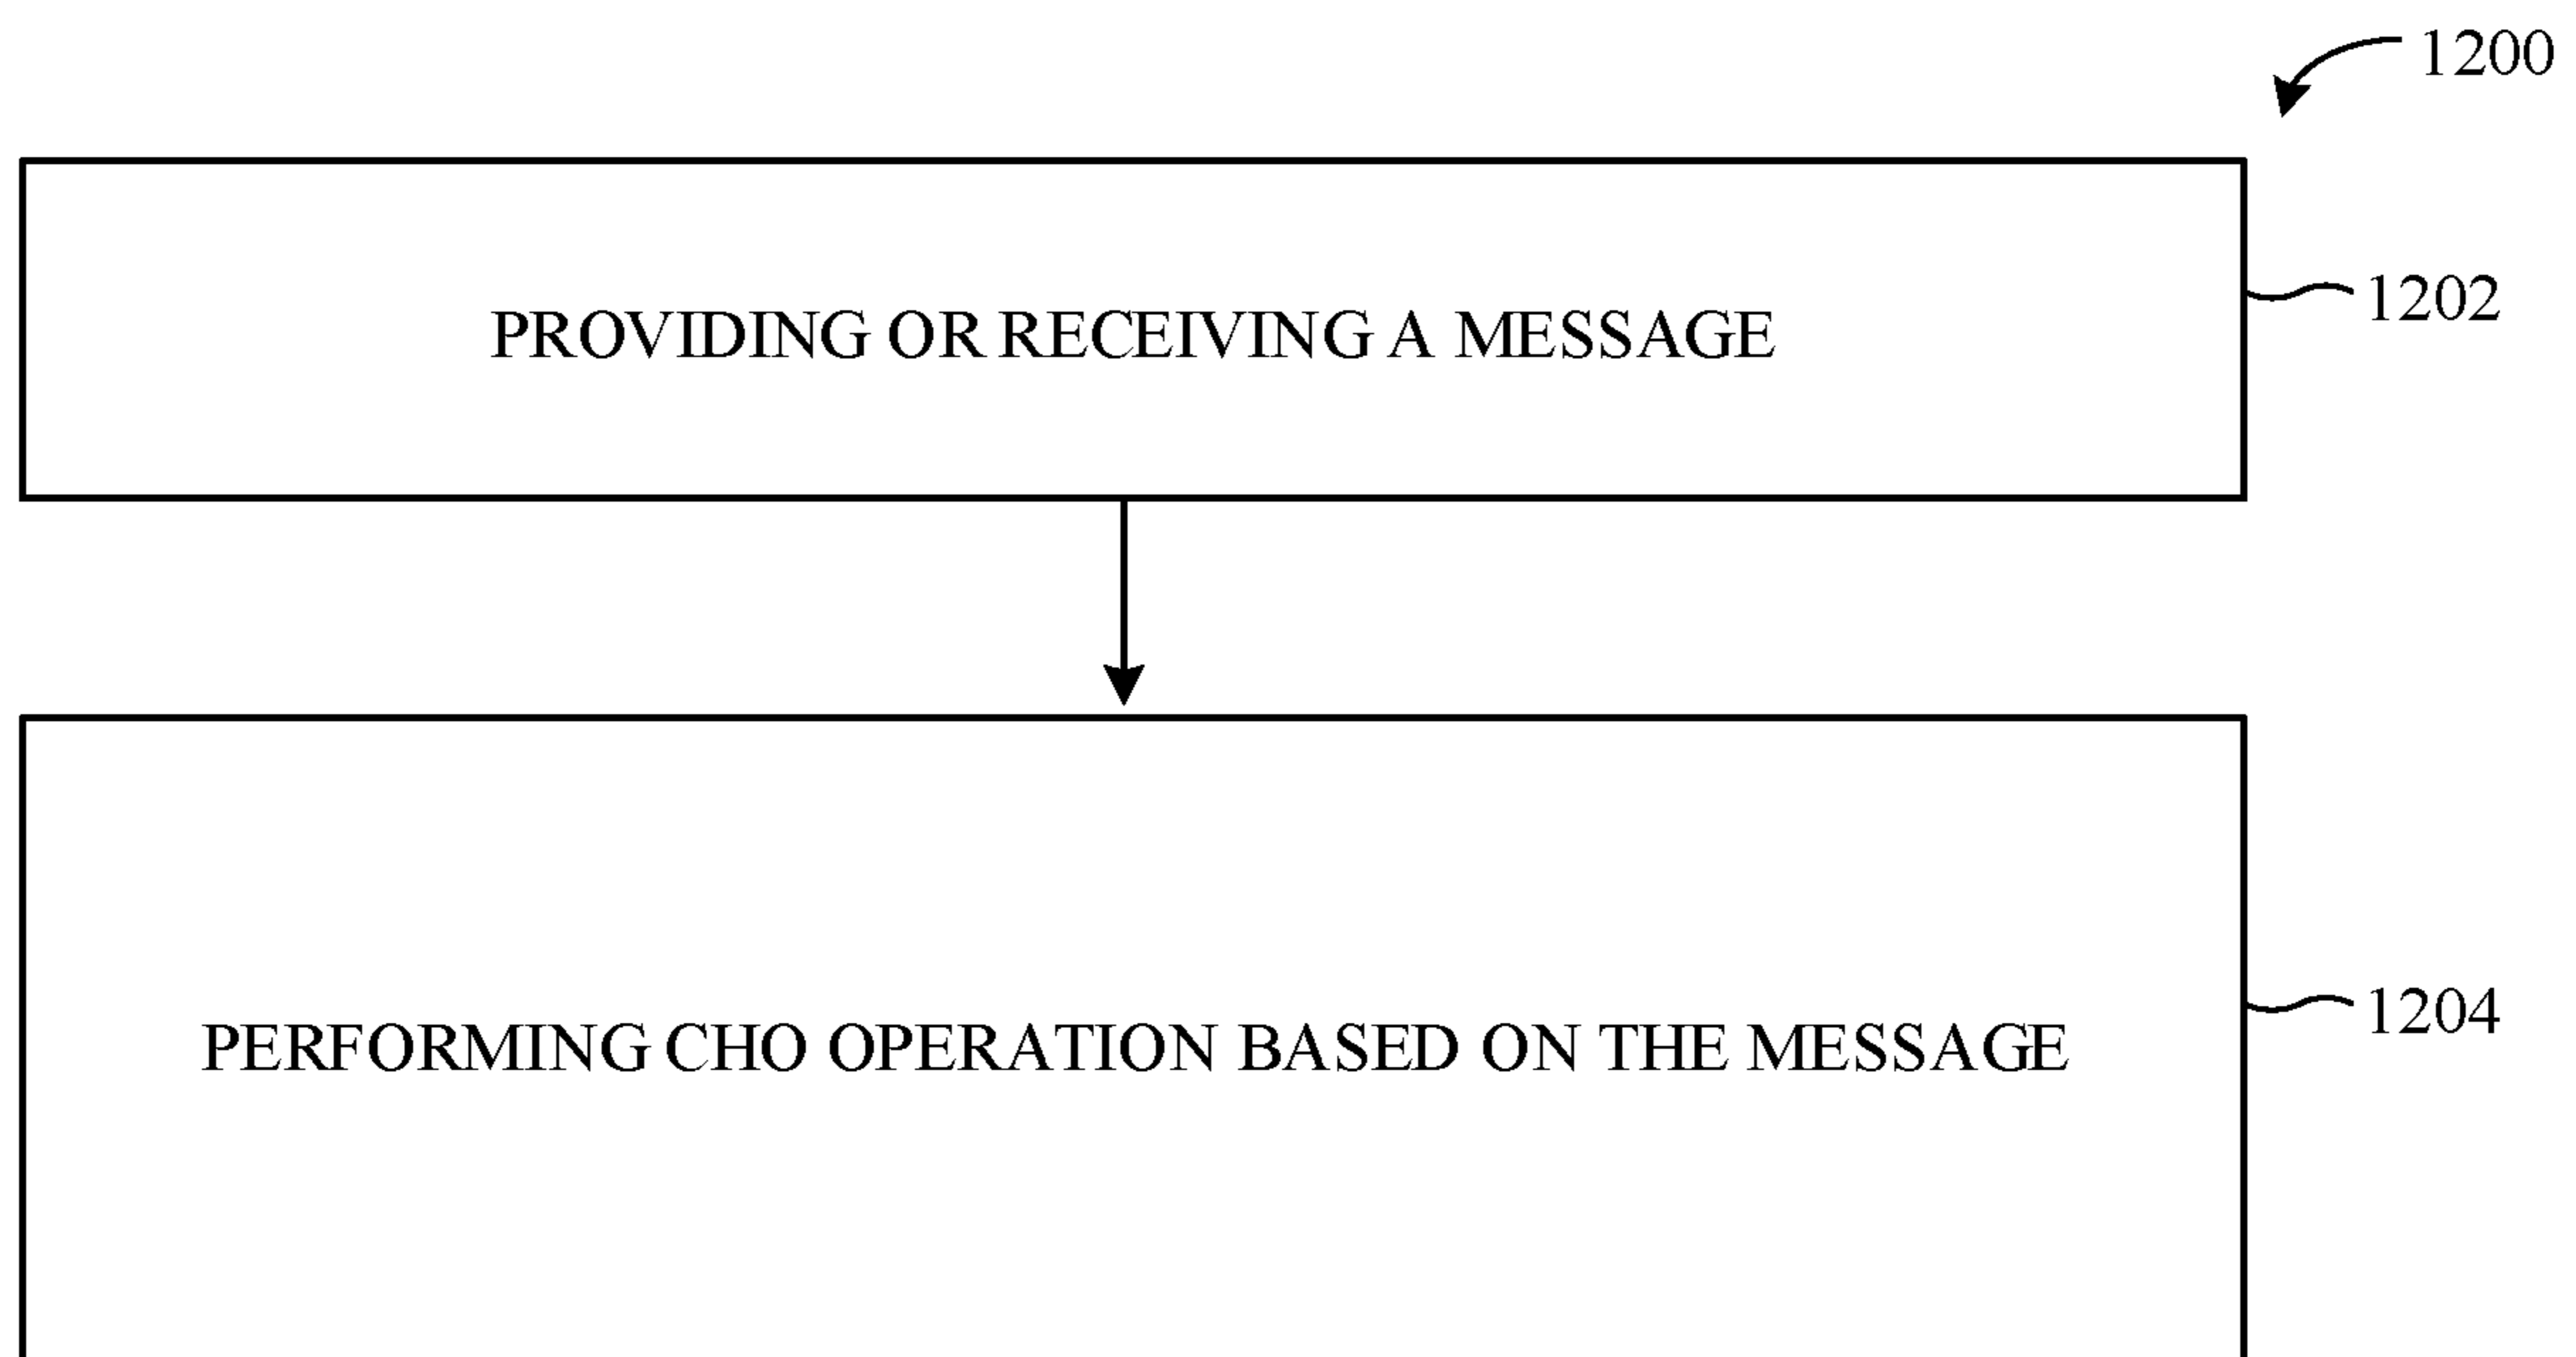 1200
PROVIDING OR RECEIVING A MESSAGE
1202
PERFORMING CHO OPERATION BASED ON THE MESSAGE
1204